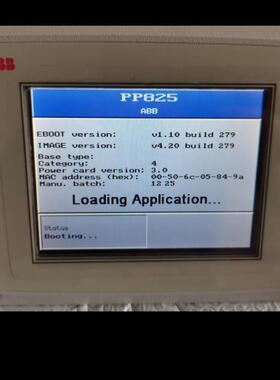 BB
PP825
ABB
EBOOT version: v1.10 build 279
IMAGE version: v4.20 build 279
Base type:
Category: 4
Power card version: 3.0
MAC address (hex): 00-50-6c-05-84-9a
Manu. batch: 12 25
Loading Application...
Status
Booting...